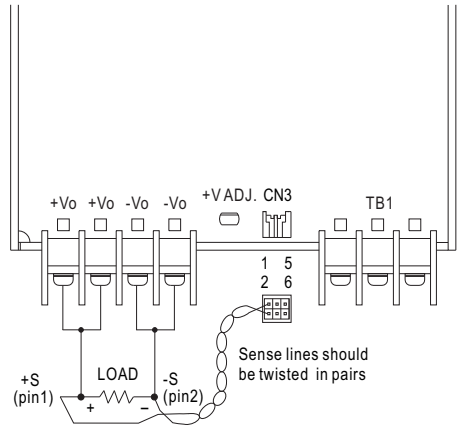 +Vo +Vo -Vo -Vo
+V ADJ. CN3
TB1
1 5
2 6
Sense lines should
be twisted in pairs
+S
(pin1)
LOAD
-S
(pin2)
+ −